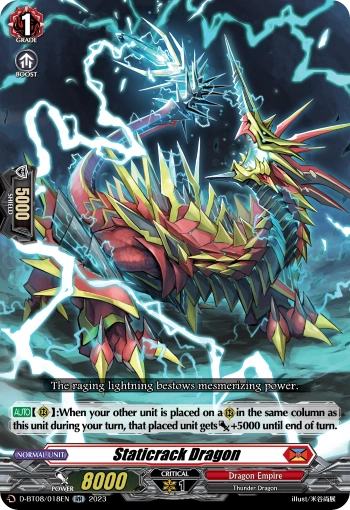 1
GRADE
BOOST
5000
SHIELD
The raging lightning bestows mesmerizing power.
AUTO [ R ]:When your other unit is placed on a R in the same column as
this unit during your turn, that placed unit gets +5000 until end of turn.
NORMAL UNIT
Staticrack Dragon
POWER 8000
CRITICAL
1
Dragon Empire
Thunder Dragon
D-BT08/018EN RR 2023
illust/米谷尚展